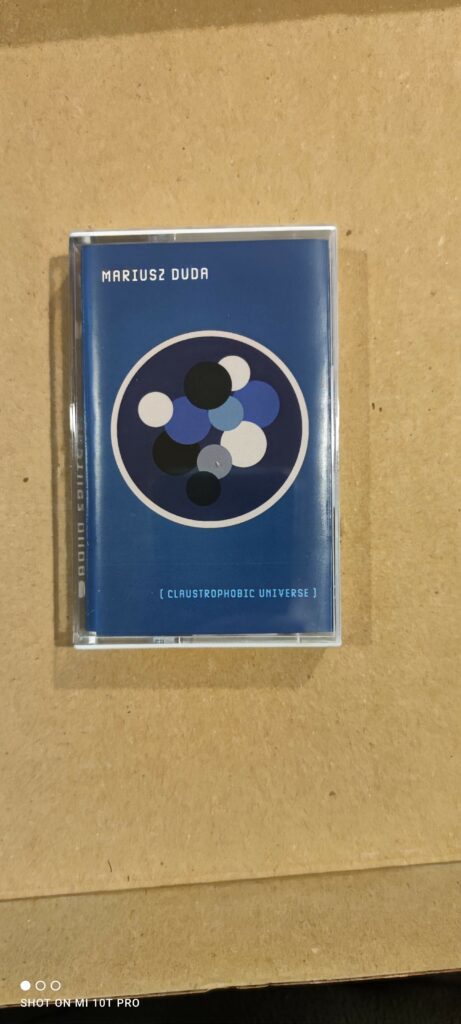 MARIUSZ DUDA
[ CLAUSTROPHOBIC UNIVERSE ]
SHOT ON MI 10T PRO